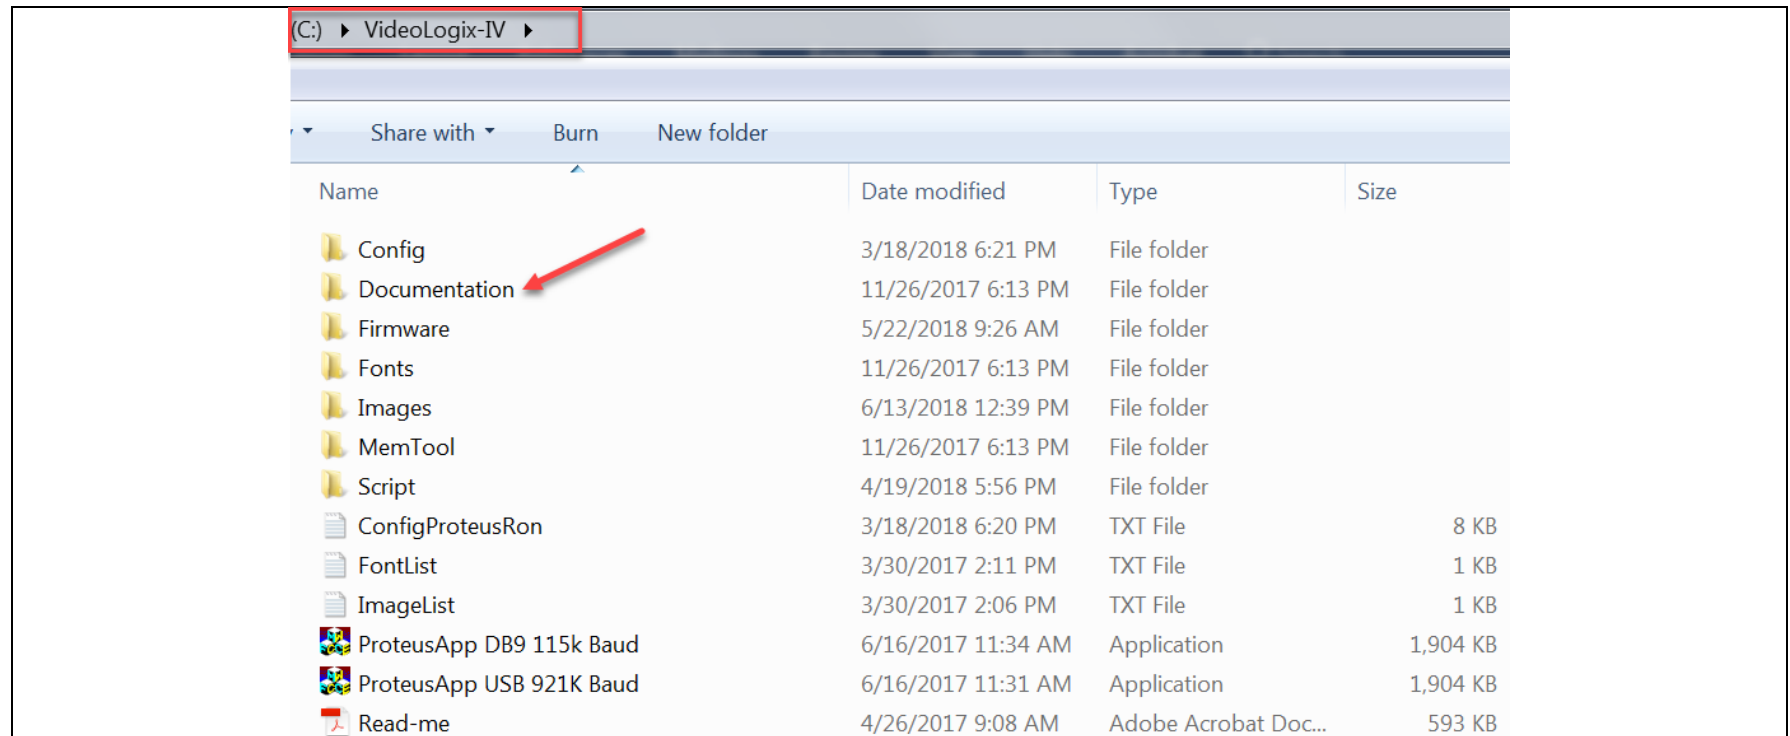 (C:) VideoLogix-IV
Share with Burn New folder
Name Date modified Type Size
Config 3/18/2018 6:21 PM File folder
Documentation 11/26/2017 6:13 PM File folder
Firmware 5/22/2018 9:26 AM File folder
Fonts 11/26/2017 6:13 PM File folder
Images 6/13/2018 12:39 PM File folder
MemTool 11/26/2017 6:13 PM File folder
Script 4/19/2018 5:56 PM File folder
ConfigProteusRon 3/18/2018 6:20 PM TXT File 8 KB
FontList 3/30/2017 2:11 PM TXT File 1 KB
ImageList 3/30/2017 2:06 PM TXT File 1 KB
ProteusApp DB9 115k Baud 6/16/2017 11:34 AM Application 1,904 KB
ProteusApp USB 921K Baud 6/16/2017 11:31 AM Application 1,904 KB
Read-me 4/26/2017 9:08 AM Adobe Acrobat Doc... 593 KB